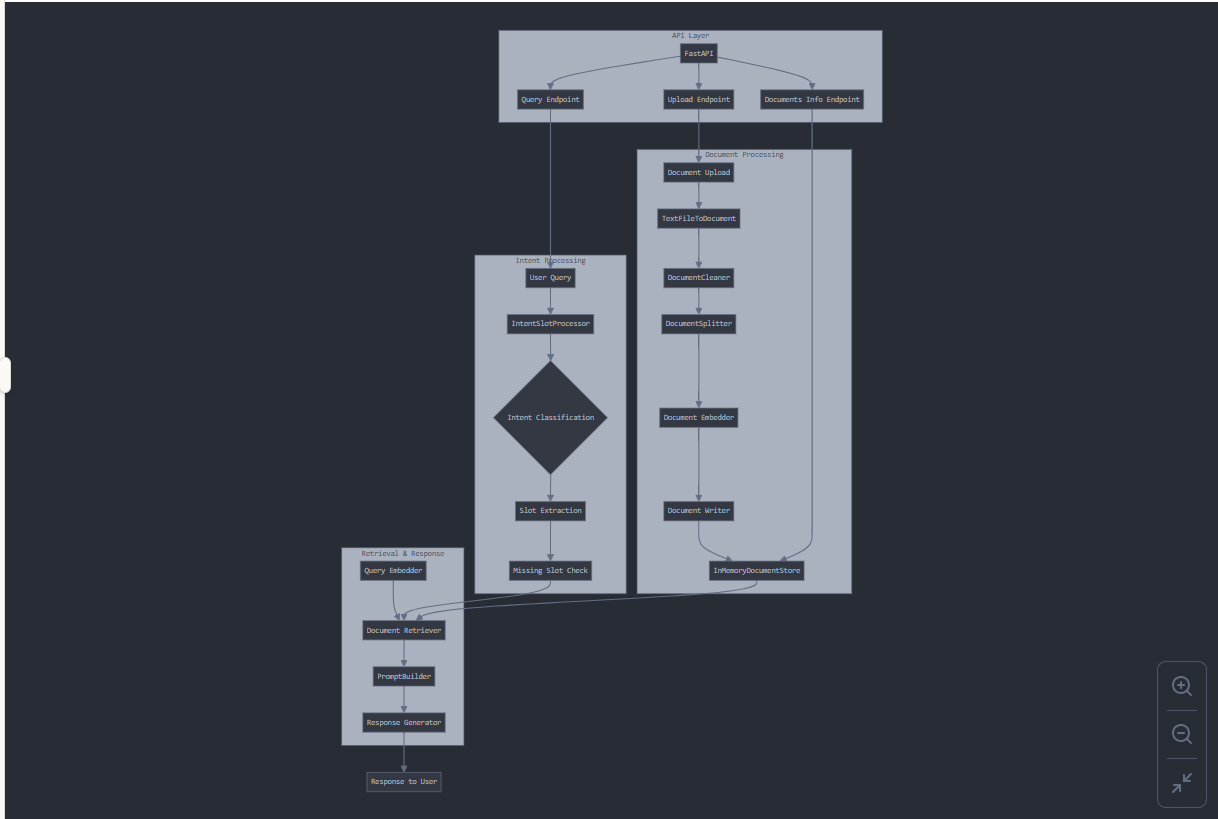 API Layer
FastAPI
Query Endpoint
Upload Endpoint
Documents Info Endpoint
Document Processing
Document Upload
TextFileToDocument
DocumentCleaner
DocumentSplitter
Document Embedder
Document Writer
InMemoryDocumentStore
Intent Processing
User Query
IntentSlotProcessor
Intent Classification
Slot Extraction
Missing Slot Check
Retrieval & Response
Query Embedder
Document Retriever
PromptBuilder
Response Generator
Response to User